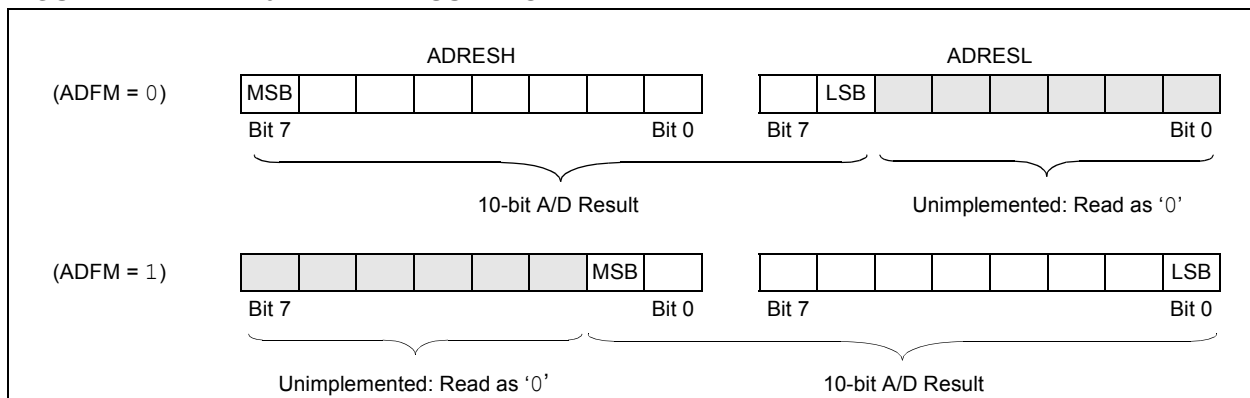 ADRESH ADRESL
(ADFM = 0) MSB LSB
Bit 7 Bit 0 Bit 7 Bit 0
10-bit A/D Result Unimplemented: Read as ‘0’
(ADFM = 1) MSB LSB
Bit 7 Bit 0 Bit 7 Bit 0
Unimplemented: Read as ‘0’ 10-bit A/D Result